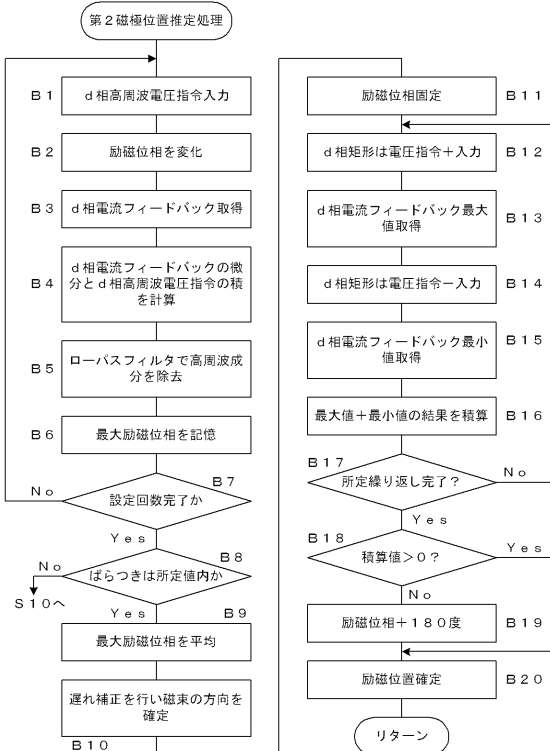 第２磁極位置推定処理
Ｂ１
ｄ相高周波電圧指令入力
Ｂ２
励磁位相を変化
Ｂ３
ｄ相電流フィードバック取得
Ｂ４
ｄ相電流フィードバックの微
分とｄ相高周波電圧指令の積
を計算
Ｂ５
ローパスフィルタで高周波成
分を除去
Ｂ６
最大励磁位相を記憶
Ｂ７
設定回数完了か
Ｎｏ
Ｙｅｓ
Ｂ８
ばらつきは所定値内か
Ｎｏ
Ｓ１０へ
Ｙｅｓ
Ｂ９
最大励磁位相を平均
遅れ補正を行い磁束の方向を
確定
Ｂ１０
励磁位相固定
Ｂ１１
ｄ相矩形は電圧指令＋入力
Ｂ１２
ｄ相電流フィードバック最大
値取得
Ｂ１３
ｄ相矩形は電圧指令－入力
Ｂ１４
ｄ相電流フィードバック最小
値取得
Ｂ１５
最大値＋最小値の結果を積算
Ｂ１６
Ｂ１７
所定繰り返し完了？
Ｎｏ
Ｙｅｓ
Ｂ１８
積算値＞０？
Ｙｅｓ
Ｎｏ
励磁位相＋１８０度
Ｂ１９
励磁位置確定
Ｂ２０
リターン